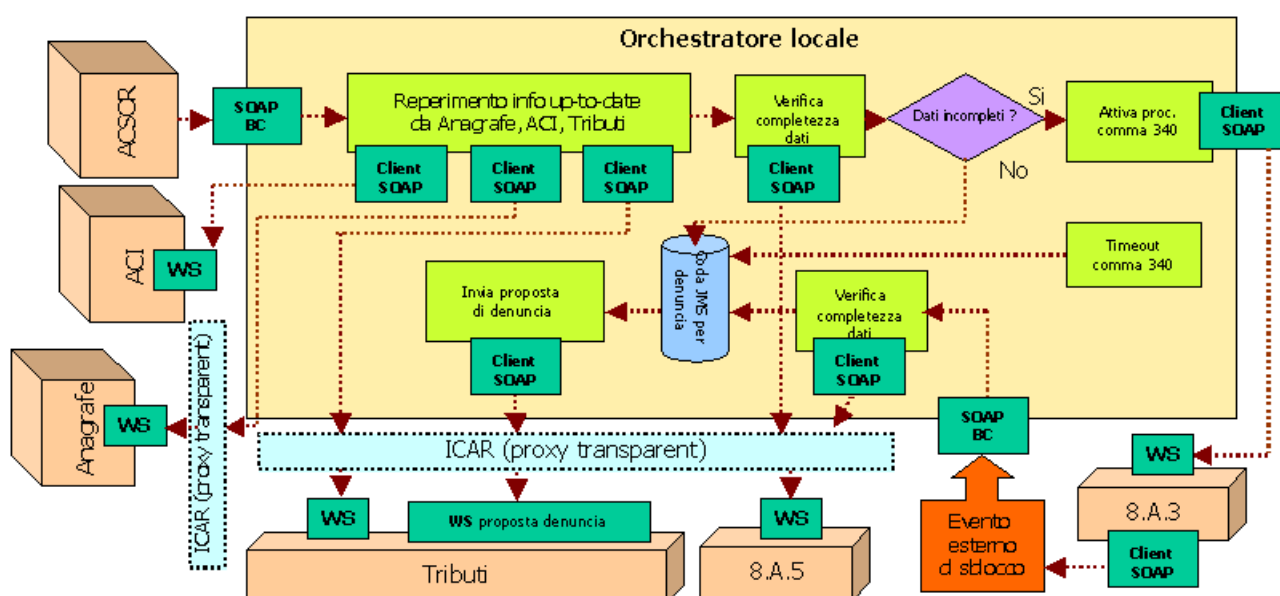 Orchestratore locale
ACSOR
SOAP
BC
Reperimento info up-to-date
da Anagrafe, ACI, Tributi
Client
SOAP
Client
SOAP
Client
SOAP
Verifica
completezza
dati
Client
SOAP
Dati incompleti ?
Si
No
Attiva proc.
comma 340
Client
SOAP
ACI
WS
Timeout
comma 340
Coda JMS per
denuncia
Invia proposta
di denuncia
Client
SOAP
Verifica
completezza
dati
Client
SOAP
Anagrafe
WS
ICAR (proxy transparent)
ICAR (proxy transparent)
SOAP
BC
WS
8.A.3
Client
SOAP
Evento
esterno
di sblocco
WS
WS proposta denuncia
Tributi
WS
8.A.5